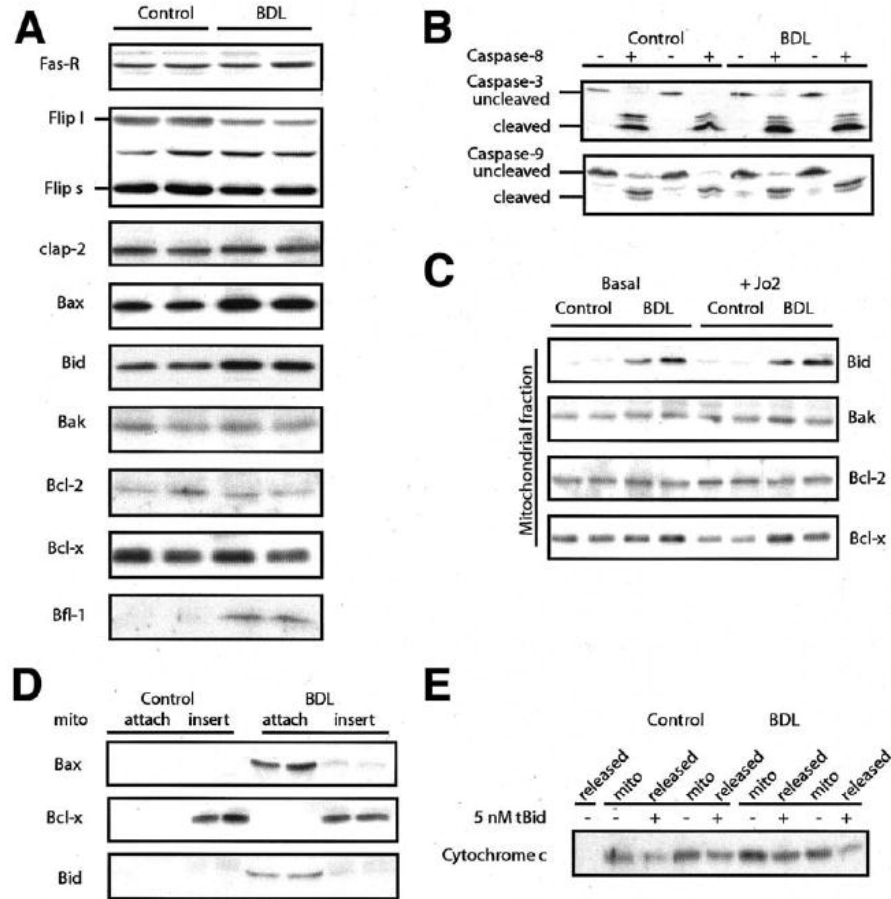 A
Control BDL
Fas-R
Flip l
Flip s
cIap-2
Bax
Bid
Bak
Bcl-2
Bcl-x
Bfl-1
B
Control BDL
Caspase-8 - + - + - + - +
Caspase-3
uncleaved
cleaved
Caspase-9
uncleaved
cleaved
C
Basal + Jo2
Control BDL Control BDL
Mitochondrial fraction
Bid
Bak
Bcl-2
Bcl-x
D
Control BDL
mito attach insert attach insert
Bax
Bcl-x
Bid
E
Control BDL
released mito released mito released mito released mito released
5 nM tBid - - + - + - + - +
Cytochrome c